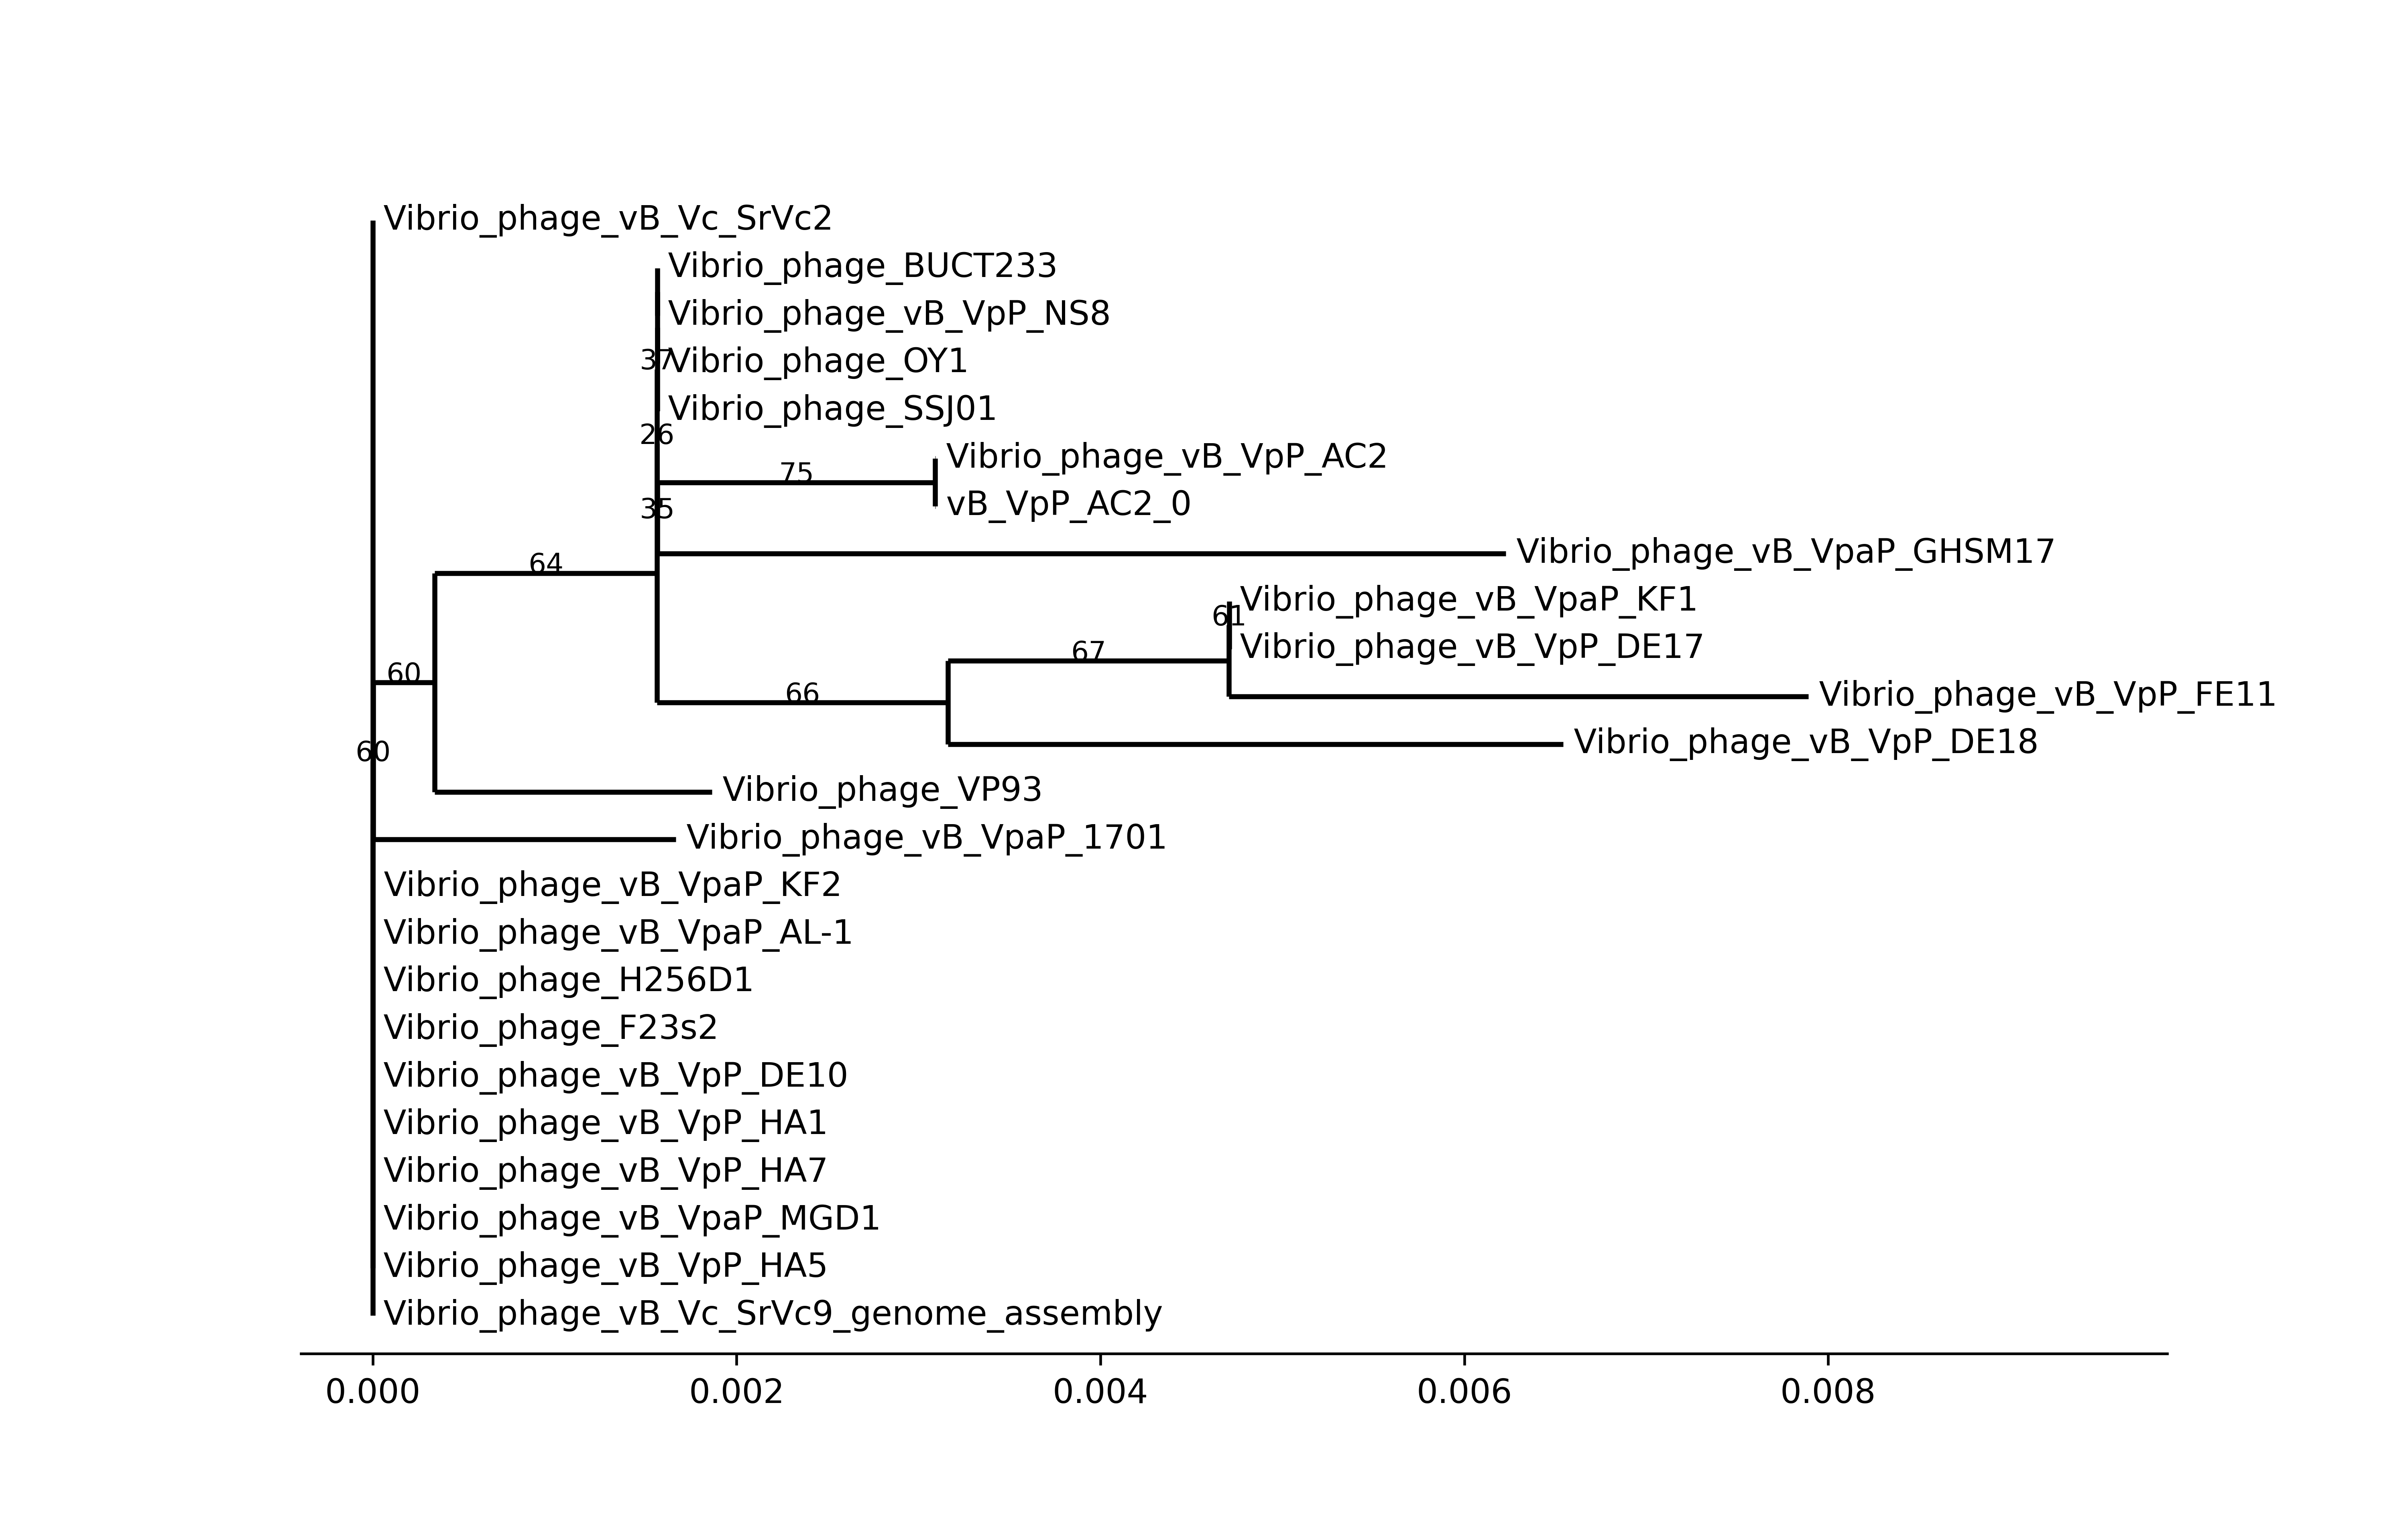 Vibrio_phage_vB_Vc_SrVc2
Vibrio_phage_BUCT233
Vibrio_phage_vB_VpP_NS8
37
Vibrio_phage_OY1
Vibrio_phage_SSJ01
26
Vibrio_phage_vB_VpP_AC2
75
vB_VpP_AC2_0
35
Vibrio_phage_vB_VpaP_GHSM17
64
Vibrio_phage_vB_VpaP_KF1
61
Vibrio_phage_vB_VpP_DE17
67
66
Vibrio_phage_vB_VpP_FE11
60
Vibrio_phage_vB_VpP_DE18
60
Vibrio_phage_VP93
Vibrio_phage_vB_VpaP_1701
Vibrio_phage_vB_VpaP_KF2
Vibrio_phage_vB_VpaP_AL-1
Vibrio_phage_H256D1
Vibrio_phage_F23s2
Vibrio_phage_vB_VpP_DE10
Vibrio_phage_vB_VpP_HA1
Vibrio_phage_vB_VpP_HA7
Vibrio_phage_vB_VpaP_MGD1
Vibrio_phage_vB_VpP_HA5
Vibrio_phage_vB_Vc_SrVc9_genome_assembly
0.000 0.002 0.004 0.006 0.008